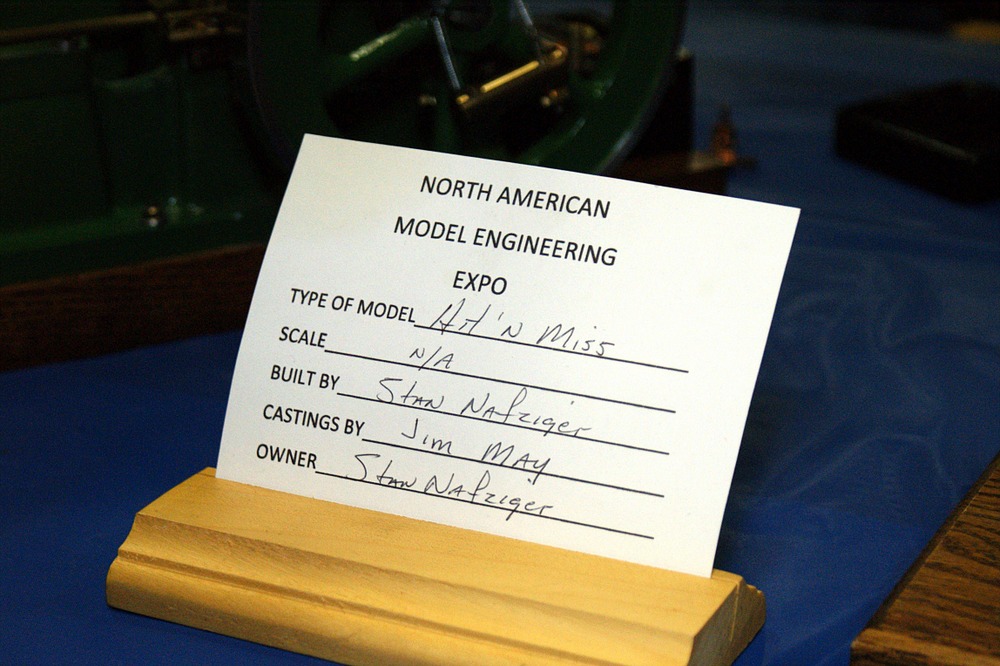 NORTH AMERICAN
MODEL ENGINEERING
EXPO
TYPE OF MODEL Hit 'n Miss
SCALE N/A
BUILT BY Stan Nafziger
CASTINGS BY Jim May
OWNER Stan Nafziger